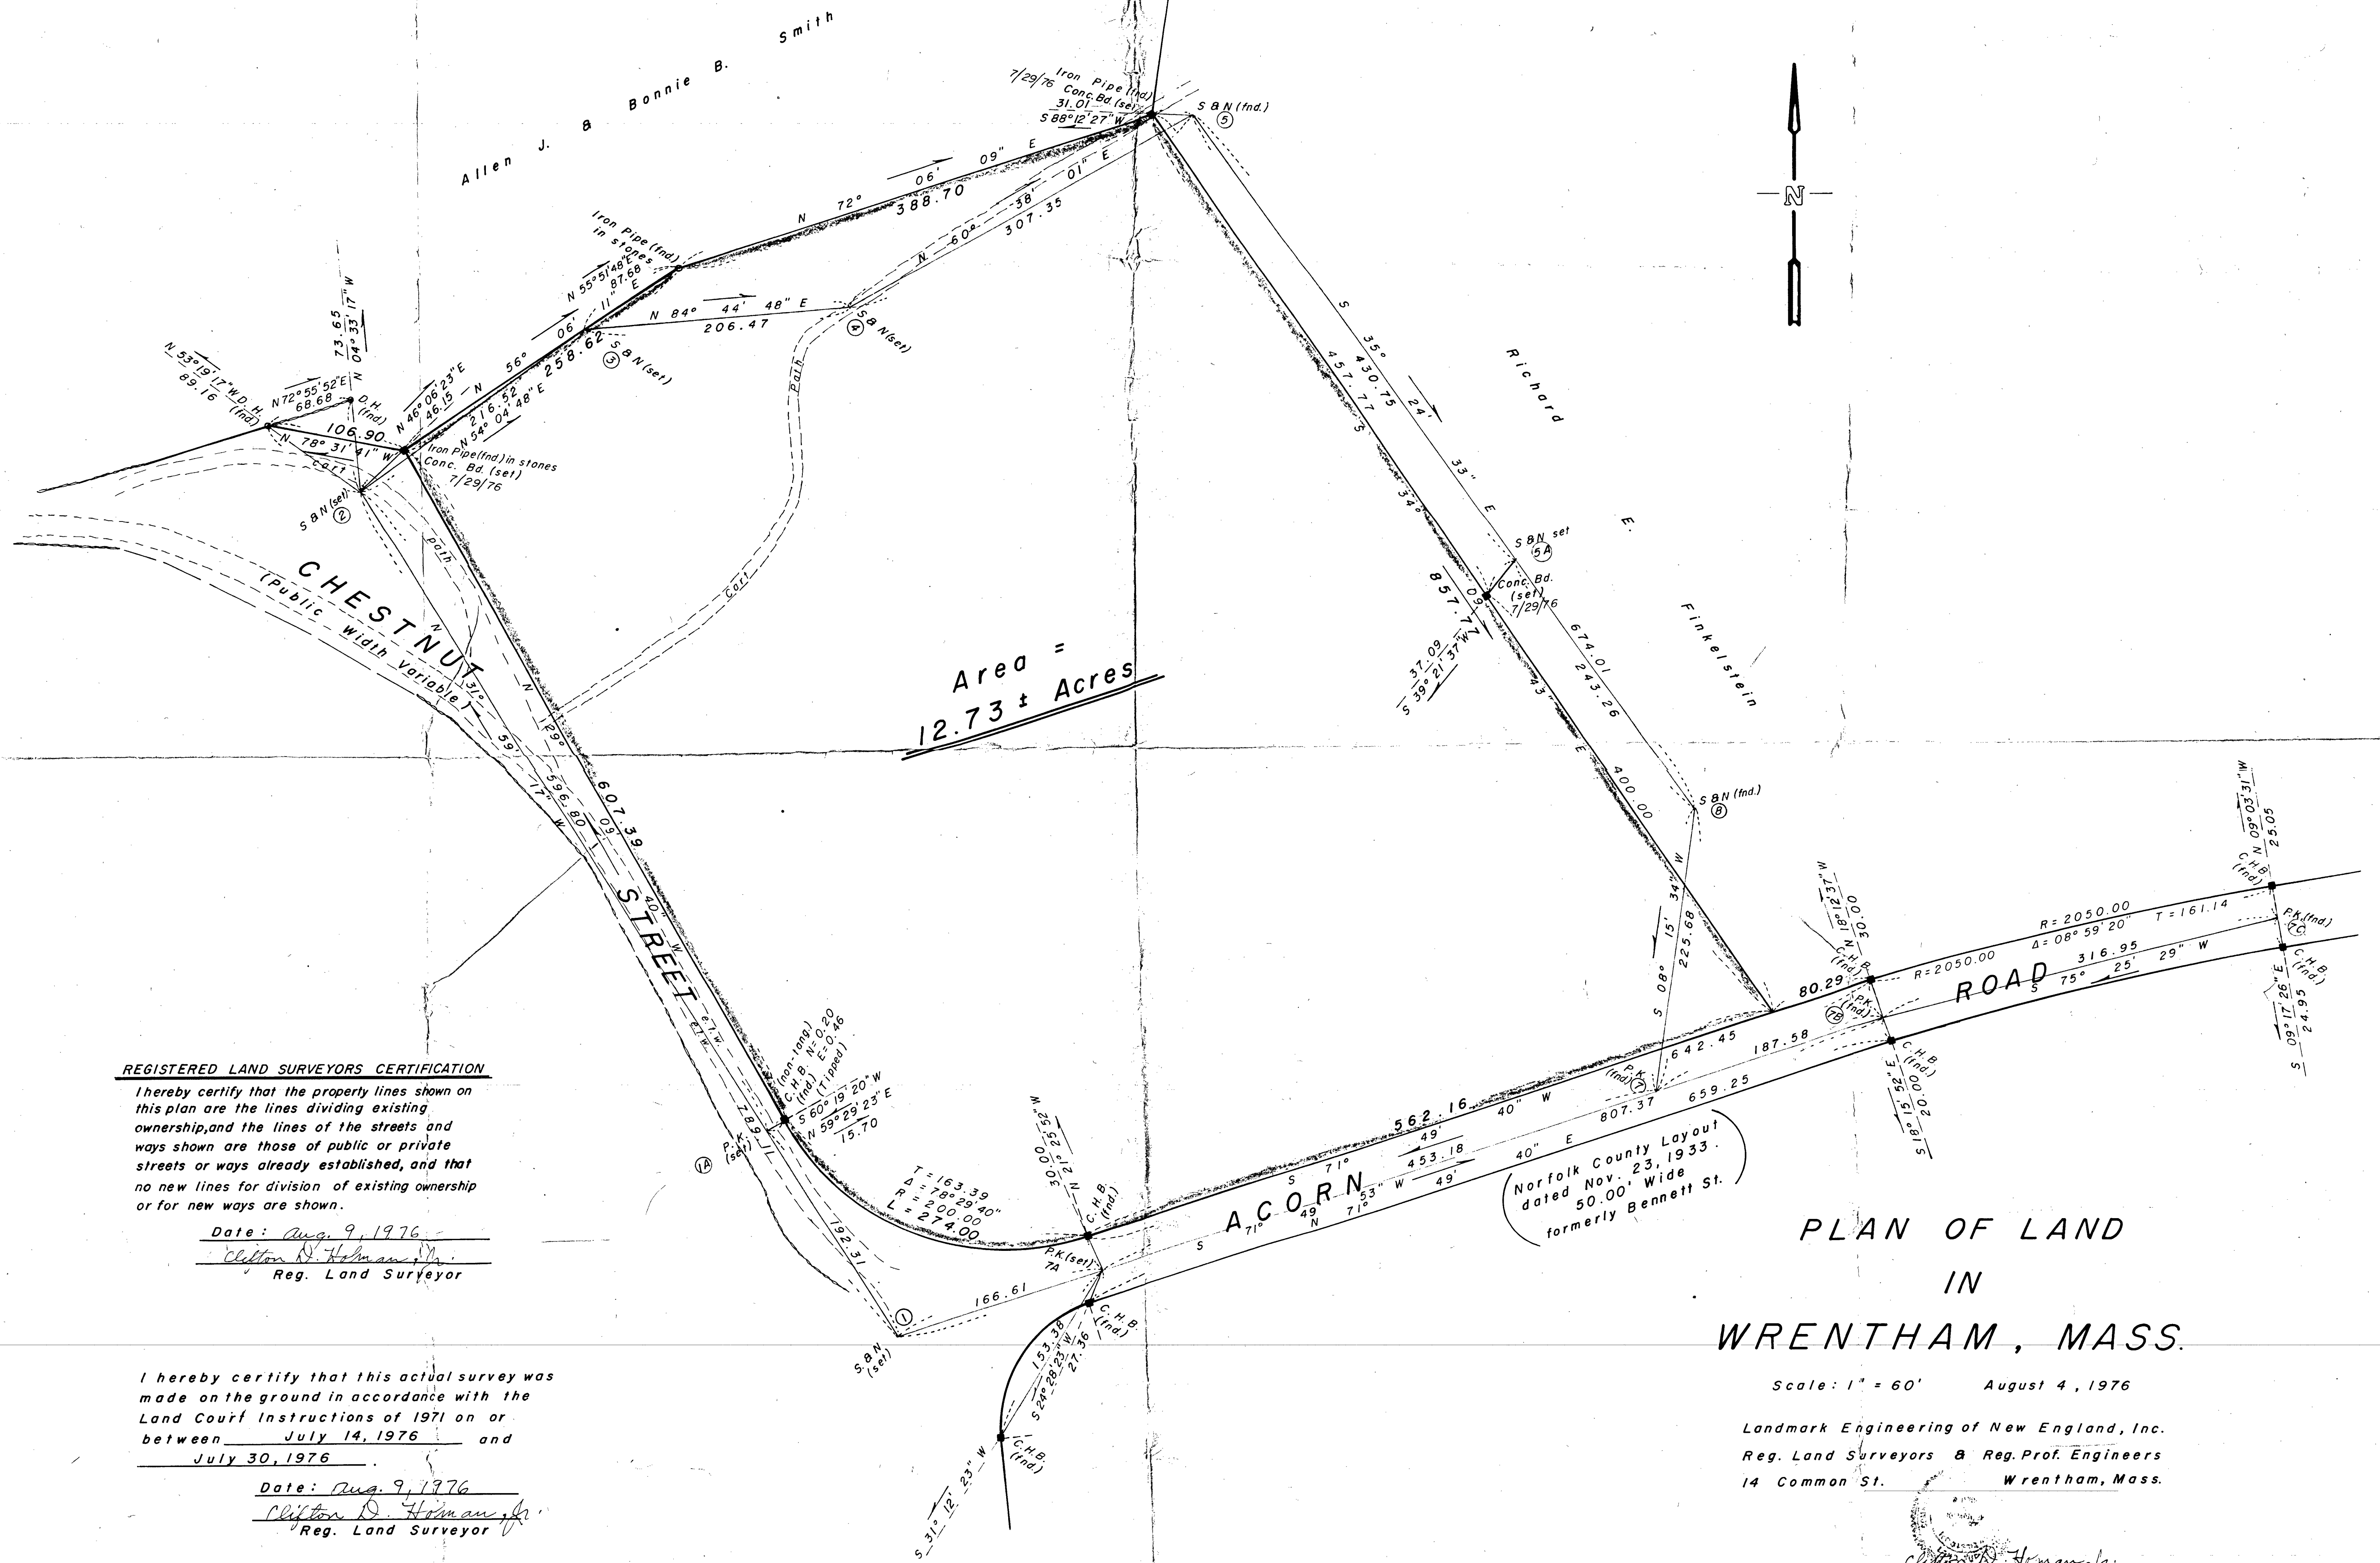 Allen J. & Bonnie B. Smith
Iron Pipe (fnd.)
7/29/76 Conc. Bd. (set)
31.01
S 88° 12' 27" W
S & N (fnd.)
5
N 72° 06' 09" E
388.70
N 60° 38' 01" E
307.35
Iron Pipe (fnd)
in stones
N 55° 51' 48" E
87.68
N 84° 44' 48" E
206.47
S & N (set)
4
N 56° 06' 11" E
258.62
S & N (set)
3
N 53° 19' 17" W
89.16
D. H.
(fnd)
N 72° 55' 52" E
68.68
73.65
N 04° 33' 17" W
D. H.
(fnd)
106.90
N 78° 31' 41" W
N 46° 06' 23" E
46.15
216.52
N 54° 04' 48" E
Iron Pipe (fnd.) in stones
Conc. Bd. (set)
7/29/76
cart
path
S & N (set)
2
Path
Cart
N
Richard E. Finkelstein
S 35° 24' 33" E
430.75
457.77
S 34° 09' 43" E
857.77
S & N set
5A
Conc. Bd.
(set)
7/29/76
37.09
S 39° 21' 37" W
674.01
243.26
400.00
S & N (fnd.)
8
S 08° 15' 34" W
225.68
Area =
12.73 ± Acres
CHESTNUT STREET
(Public Width Variable)
N 31° 59' 17" W
596.80
N 29° 09' 40" W
607.39
e.t.w.
e.t.w.
789.11
792.31
P.K.
(set)
1A
(non-tang.)
C. H. B. N= 0.20
(fnd.) E= 0.46
(Tipped)
S 60° 19' 20" W
N 59° 29' 23" E
15.70
T = 163.39
Δ = 78° 29' 40"
R = 200.00
L = 274.00
1
S. & N
(set)
166.61
N 21° 25' 52" W
30.00
C. H. B.
(fnd.)
P.K. (set)
7A
C. H. B.
(fnd.)
153.38
S 24° 28' 23" W
27.36
C. H. B.
(fnd.)
S 31° 12' 23" W
ACORN ROAD
S 71° 49' 40" W
562.16
642.45
80.29
S 71° 49' 53" W
453.18
187.58
807.37
N 71° 49' 40" E
659.25
P.K.
(fnd)
7
(Norfolk County Layout
dated Nov. 23, 1933.
50.00' Wide
formerly Bennett St.)
N 18° 12' 37" W
30.00
C. H. B.
(fnd.)
P.K.
(fnd)
7B
C. H. B.
(fnd.)
S 18° 15' 52" E
20.00
R = 2050.00
Δ = 08° 59' 20" T = 161.14
R = 2050.00
316.95
S 75° 25' 29" W
N 09° 03' 31" W
25.05
C. H. B.
(fnd)
P.K. (fnd)
7C
C. H. B.
(fnd.)
S 09° 17' 26" E
24.95
REGISTERED LAND SURVEYORS CERTIFICATION
I hereby certify that the property lines shown on
this plan are the lines dividing existing
ownership, and the lines of the streets and
ways shown are those of public or private
streets or ways already established, and that
no new lines for division of existing ownership
or for new ways are shown.
Date: Aug. 9, 1976
Clifton D. Holman, Jr.
Reg. Land Surveyor
I hereby certify that this actual survey was
made on the ground in accordance with the
Land Court Instructions of 1971 on or
between July 14, 1976 and
July 30, 1976.
Date: Aug. 9, 1976
Clifton D. Holman, Jr.
Reg. Land Surveyor
PLAN OF LAND
IN
WRENTHAM, MASS.
Scale: 1" = 60' August 4, 1976
Landmark Engineering of New England, Inc.
Reg. Land Surveyors & Reg. Prof. Engineers
14 Common St. Wrentham, Mass.